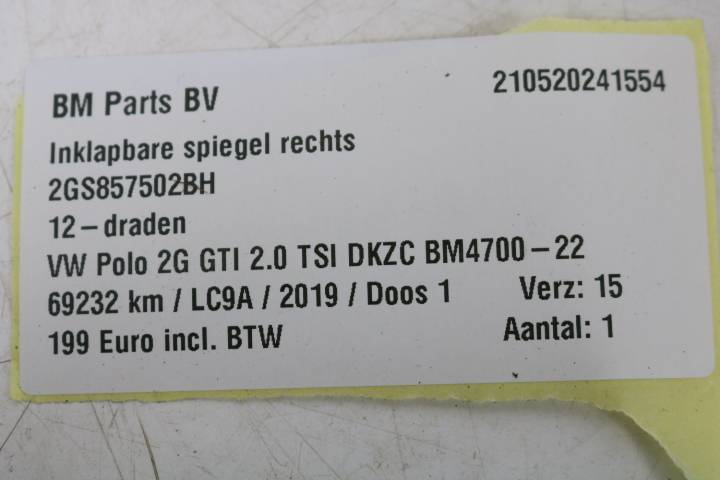 BM Parts BV 210520241554
Inklapbare spiegel rechts
2GS857502BH
12-draden
VW Polo 2G GTI 2.0 TSI DKZC BM4700-22
69232 km / LC9A / 2019 / Doos 1 Verz: 15
199 Euro incl. BTW Aantal: 1